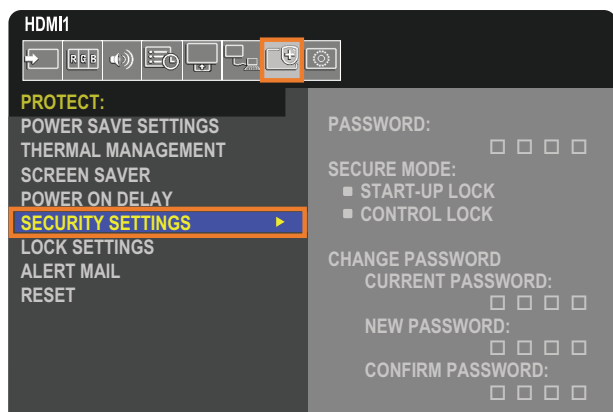 HDMI1
R G B
PROTECT:
POWER SAVE SETTINGS
THERMAL MANAGEMENT
SCREEN SAVER
POWER ON DELAY
SECURITY SETTINGS
LOCK SETTINGS
ALERT MAIL
RESET
PASSWORD:
SECURE MODE:
START-UP LOCK
CONTROL LOCK
CHANGE PASSWORD
CURRENT PASSWORD:
NEW PASSWORD:
CONFIRM PASSWORD: